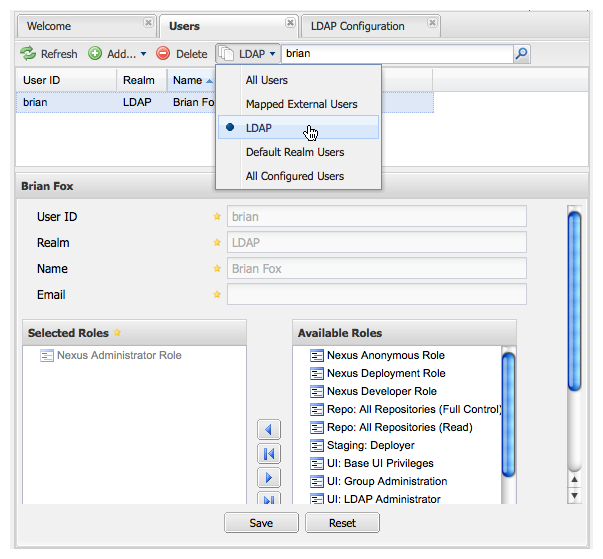 Welcome Users LDAP Configuration
Refresh Add... Delete LDAP brian
User ID Realm Name
brian LDAP Brian Fo
All Users
Mapped External Users
LDAP
Default Realm Users
All Configured Users
Brian Fox
User ID brian
Realm LDAP
Name Brian Fox
Email
Selected Roles Available Roles
Nexus Administrator Role
Nexus Anonymous Role
Nexus Deployment Role
Nexus Developer Role
Repo: All Repositories (Full Control)
Repo: All Repositories (Read)
Staging: Deployer
UI: Base UI Privileges
UI: Group Administration
UI: LDAP Administrator
Save Reset